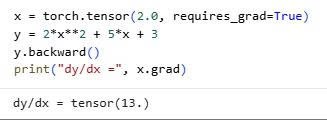 x = torch.tensor(2.0, requires_grad=True)
y = 2*x**2 + 5*x + 3
y.backward()
print("dy/dx =", x.grad)
dy/dx = tensor(13.)